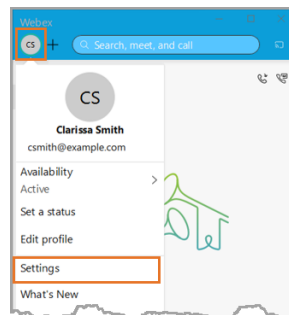 Webex
CS
Search, meet, and call
CS
Clarissa Smith
csmith@example.com
Availability
Active
Set a status
Edit profile
Settings
What's New